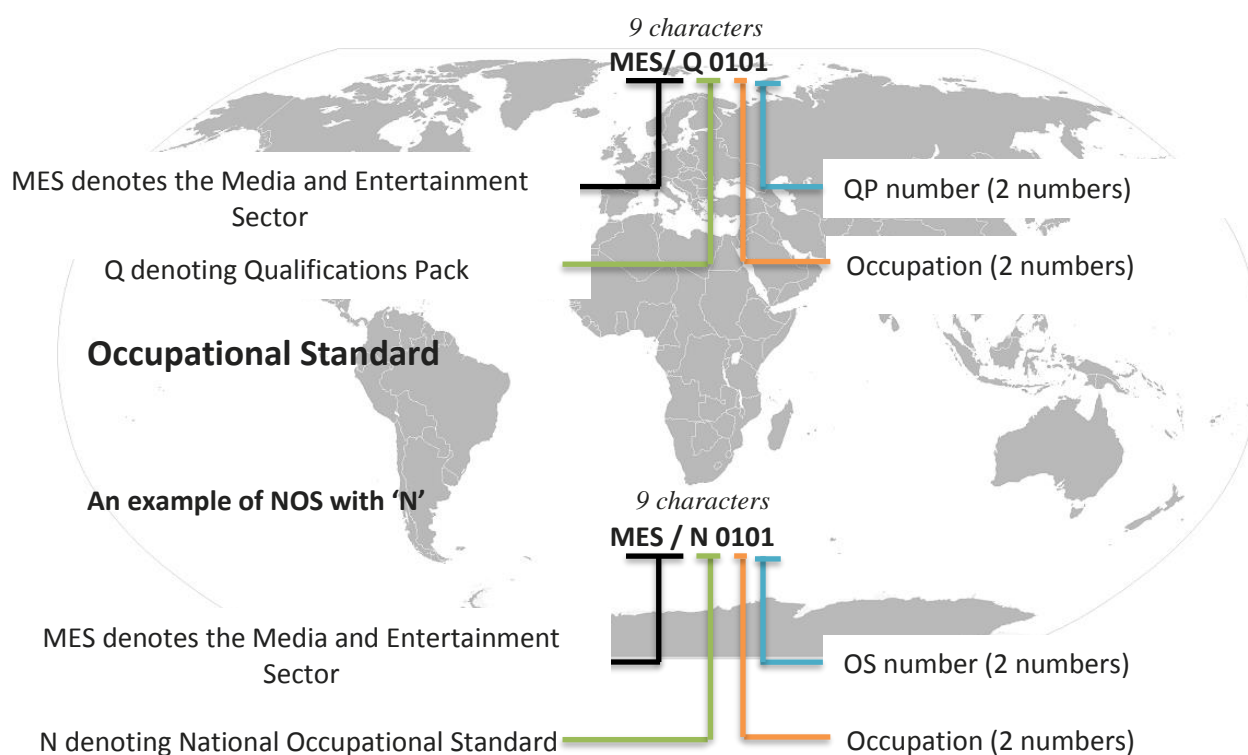 9 characters
MES/ Q 0101
MES denotes the Media and Entertainment
Sector
QP number (2 numbers)
Q denoting Qualifications Pack
Occupation (2 numbers)
Occupational Standard
An example of NOS with ‘N’
9 characters
MES / N 0101
MES denotes the Media and Entertainment
Sector
OS number (2 numbers)
N denoting National Occupational Standard
Occupation (2 numbers)